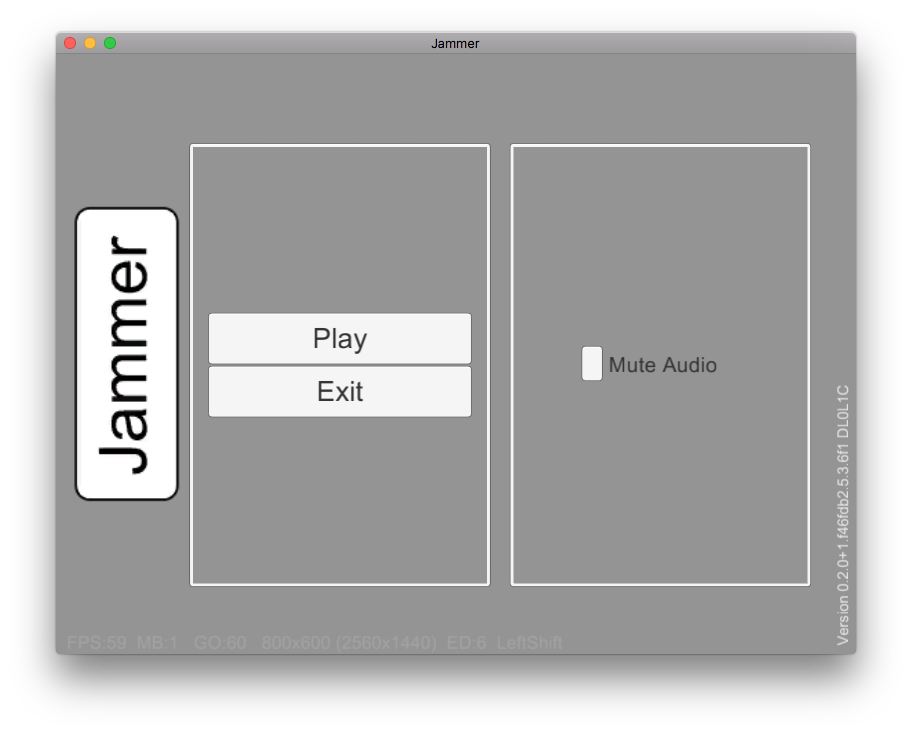 Jammer
Jammer
Play
Exit
Mute Audio
Version 0.2.0+1.f46fdb2.5.3.6f1 DL0L1C
FPS:59 MB:1 GO:60 800x600 (2560x1440) ED:6 LeftShift